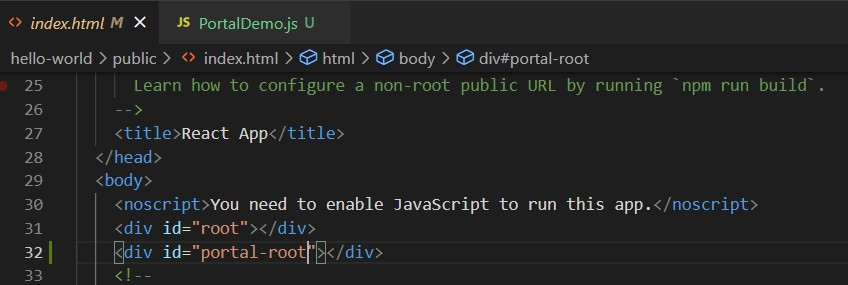 <> index.html M × JS PortalDemo.js U
hello-world > public > <> index.html > html > body > div#portal-root
25 Learn how to configure a non-root public URL by running `npm run build`.
26 -->
27 <title>React App</title>
28 </head>
29 <body>
30 <noscript>You need to enable JavaScript to run this app.</noscript>
31 <div id="root"></div>
32 <div id="portal-root"></div>
33 <!--